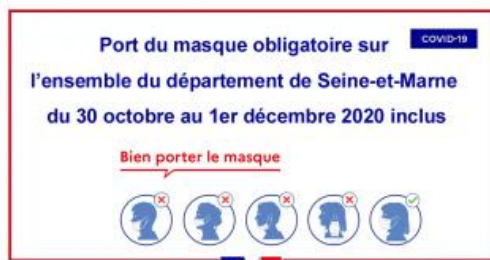 Port du masque obligatoire sur
COVID-19
l'ensemble du département de Seine-et-Marne
du 30 octobre au 1er décembre 2020 inclus
Bien porter le masque